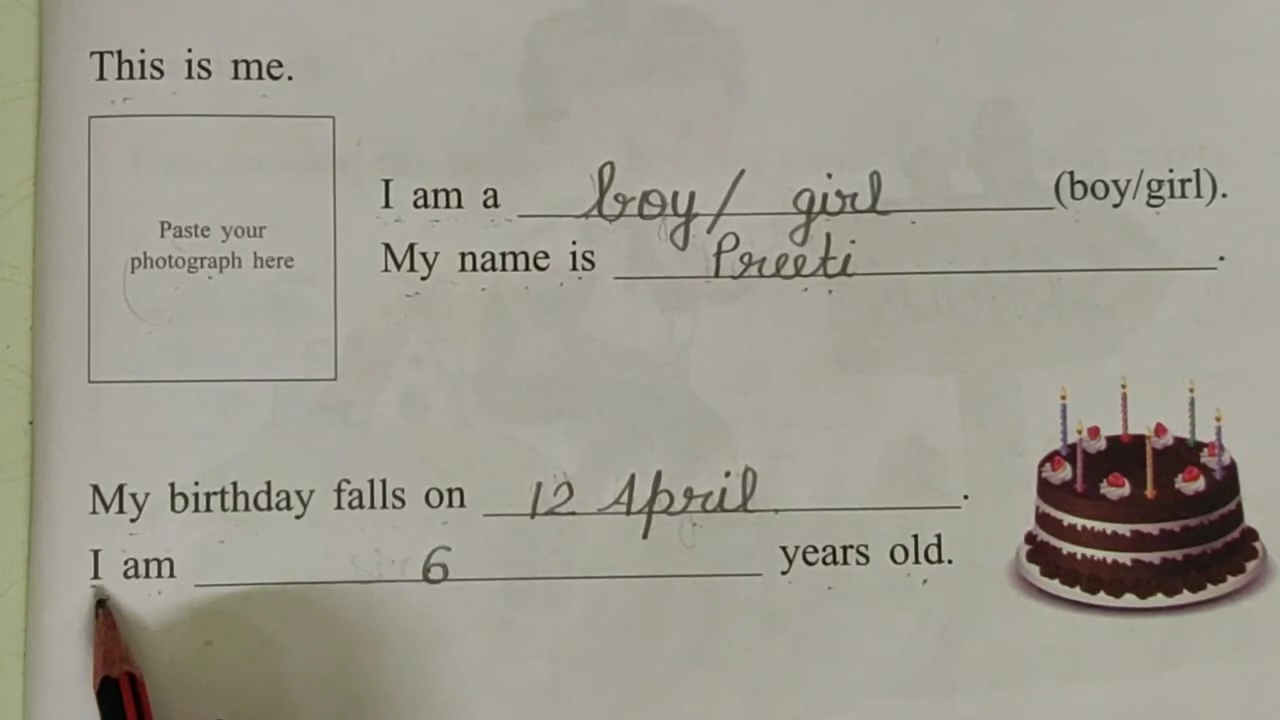 This is me.
Paste your
photograph here
I am a boy/ girl (boy/girl).
My name is Preeti.
My birthday falls on 12 April.
I am 6 years old.